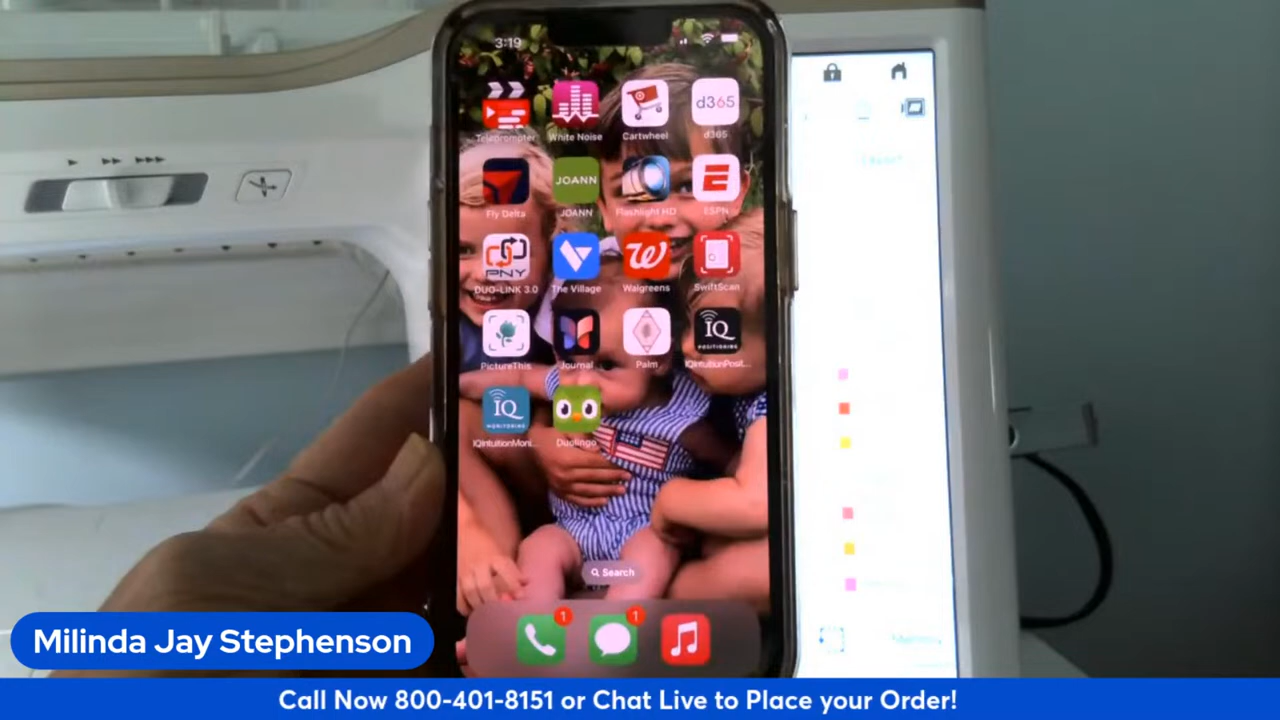 3:19
Teleprompter White Noise Cartwheel d365
d365
JOANN
Fly Delta JOANN Flashlight HD ESPN
PNY
DUO-LINK 3.0 The Village Walgreens SwiftScan
IQ
POSITIONING
PictureThis Journal Palm IQIntuitionPosit...
IQ
MONITORING
IQIntuitionMoni... Duolingo
Search
1 1
Milinda Jay Stephenson
Call Now 800-401-8151 or Chat Live to Place your Order!